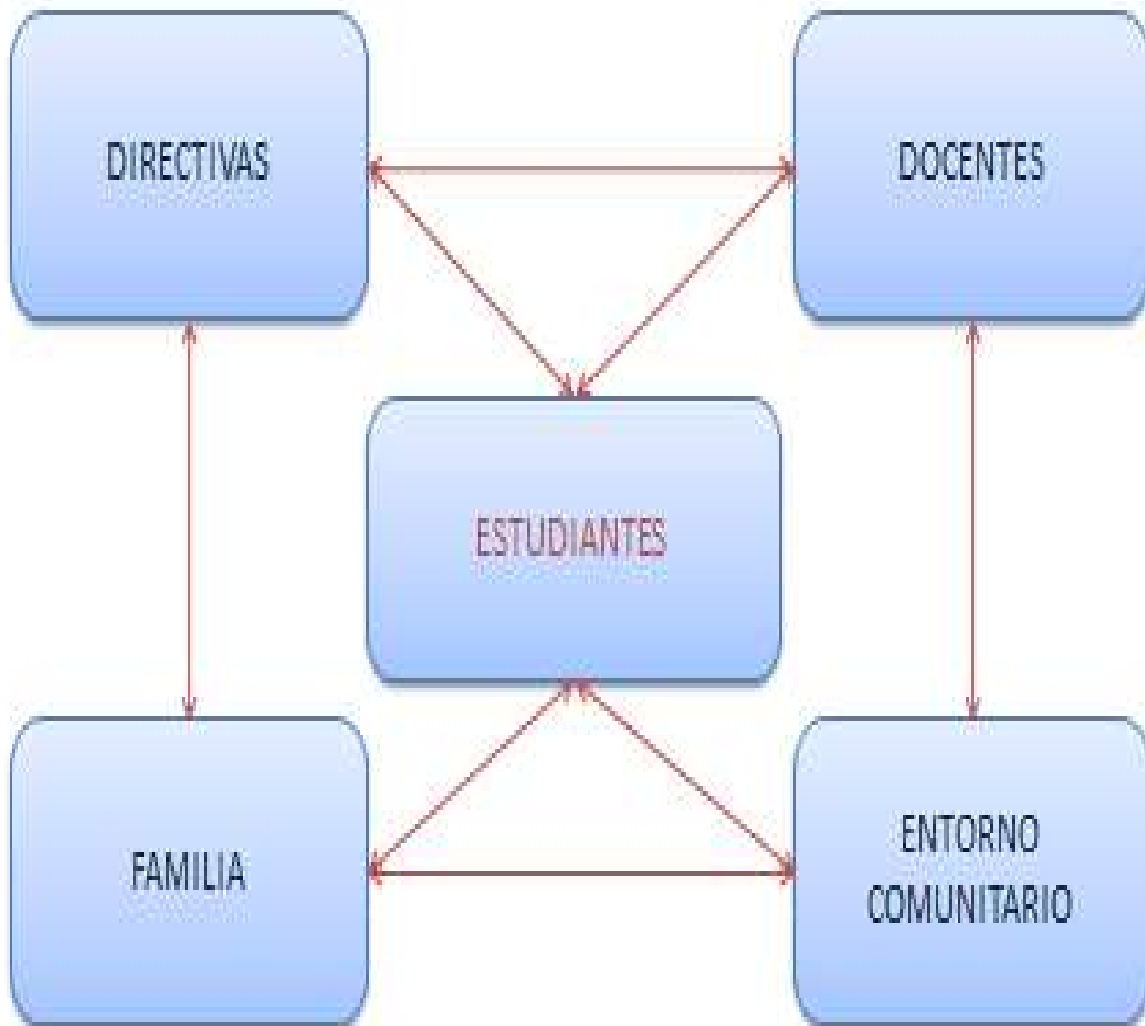 DIRECTIVAS
DOCENTES
ESTUDIANTES
FAMILIA
ENTORNO
COMUNITARIO